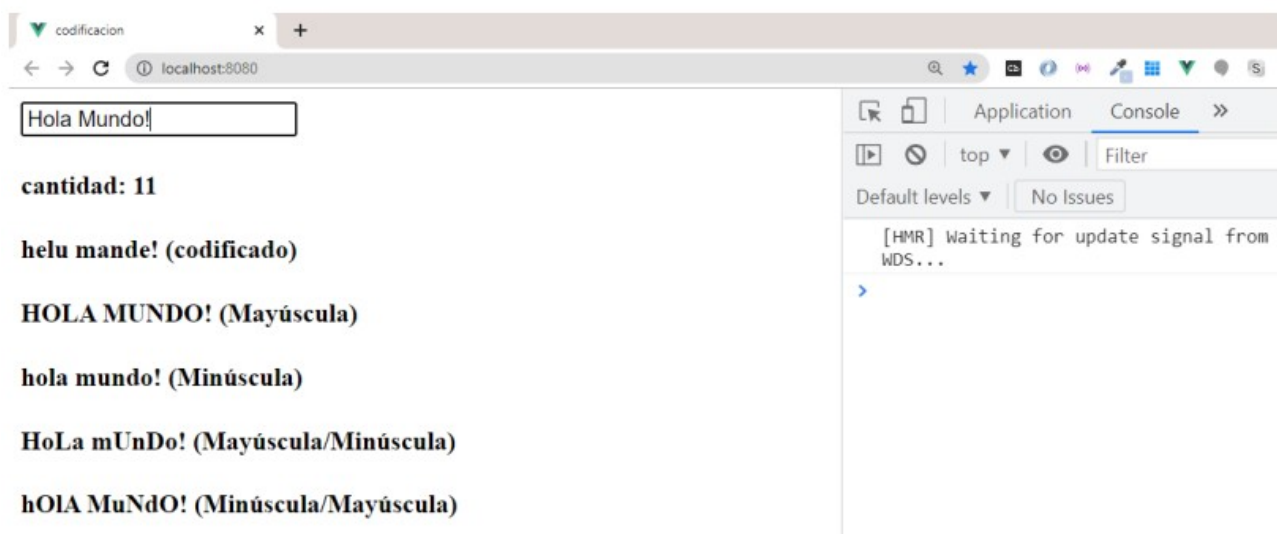 codificacion
localhost:8080
Hola Mundo!
cantidad: 11
helu mande! (codificado)
HOLA MUNDO! (Mayúscula)
hola mundo! (Minúscula)
HoLa mUnDo! (Mayúscula/Minúscula)
hOlA MuNdO! (Minúscula/Mayúscula)
Application Console
top Filter
Default levels No Issues
[HMR] Waiting for update signal from
WDS...